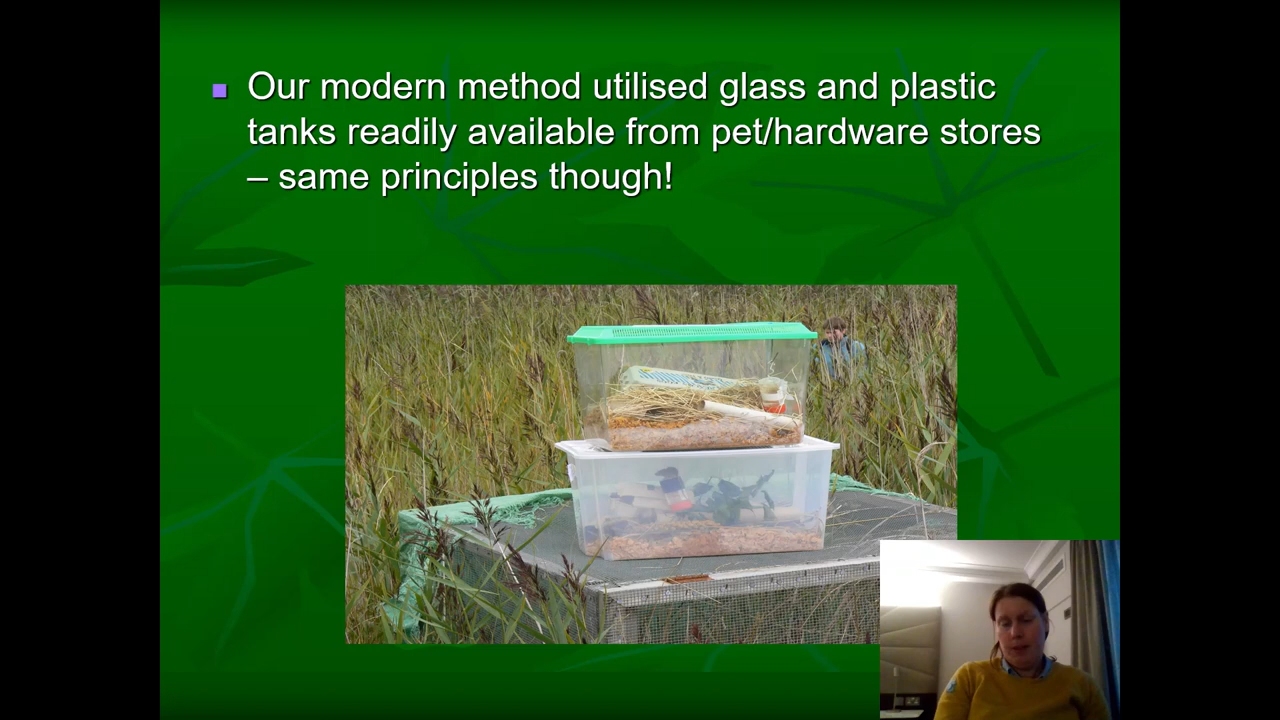 Our modern method utilised glass and plastic
tanks readily available from pet/hardware stores
– same principles though!